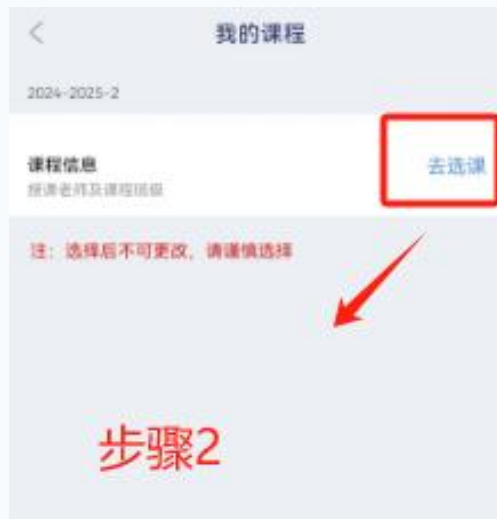 我的课程
2024-2025-2
课程信息
去选课
授课老师及课程班级
注：选择后不可更改，请谨慎选择
步骤2